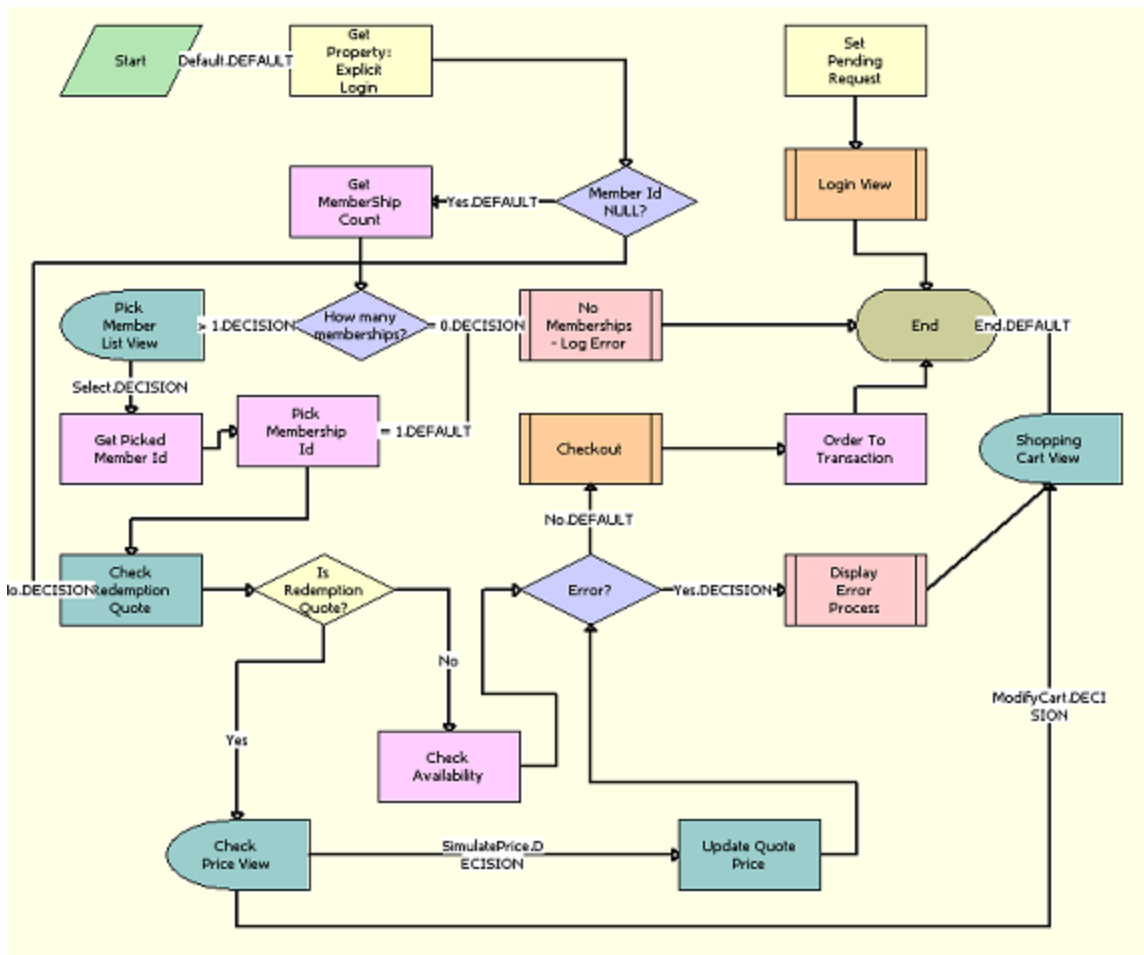 Start
Default.DEFAULT
Get
Property:
Explicit
Login
Set
Pending
Request
Get
MemberShip
Count
Yes.DEFAULT
Member Id
NULL?
Login View
Pick
Member
List View
> 1.DECISION
How many
memberships?
= 0.DECISION
No
Memberships
- Log Error
End
End.DEFAULT
Select.DECISION
Get Picked
Member Id
Pick
Membership
Id
= 1.DEFAULT
Checkout
Order To
Transaction
Shopping
Cart View
No.DEFAULT
lo.DECISION
Check
Redemption
Quote
Is
Redemption
Quote?
Error?
Yes.DECISION
Display
Error
Process
No
ModifyCart.DECI
SION
Yes
Check
Availability
Check
Price View
SimulatePrice.D
ECISION
Update Quote
Price